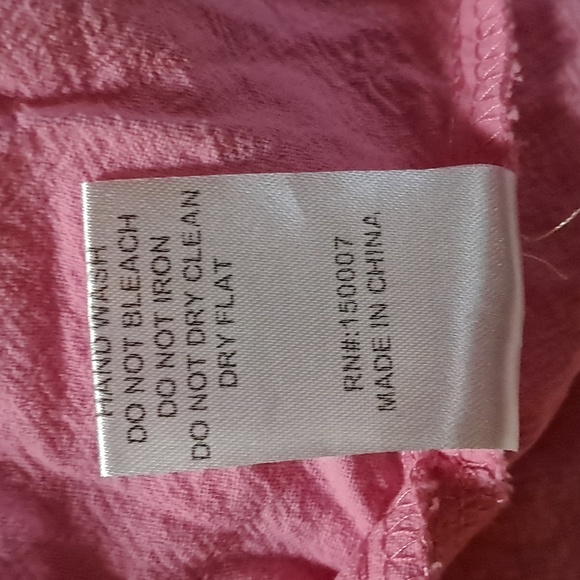 HAND WASH
DO NOT BLEACH
DO NOT IRON
DO NOT DRY CLEAN
DRY FLAT
RN#:150007
MADE IN CHINA